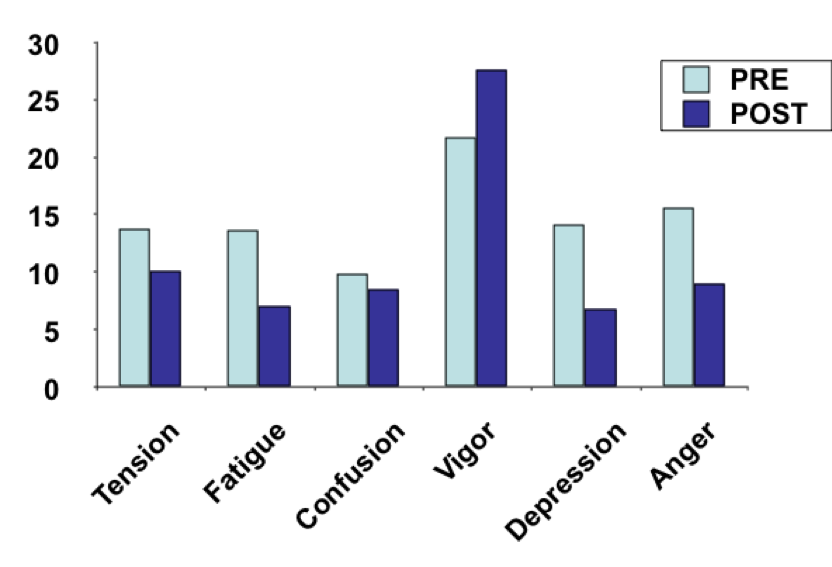 30
25
20
15
10
5
0
PRE
POST
Tension
Fatigue
Confusion
Vigor
Depression
Anger